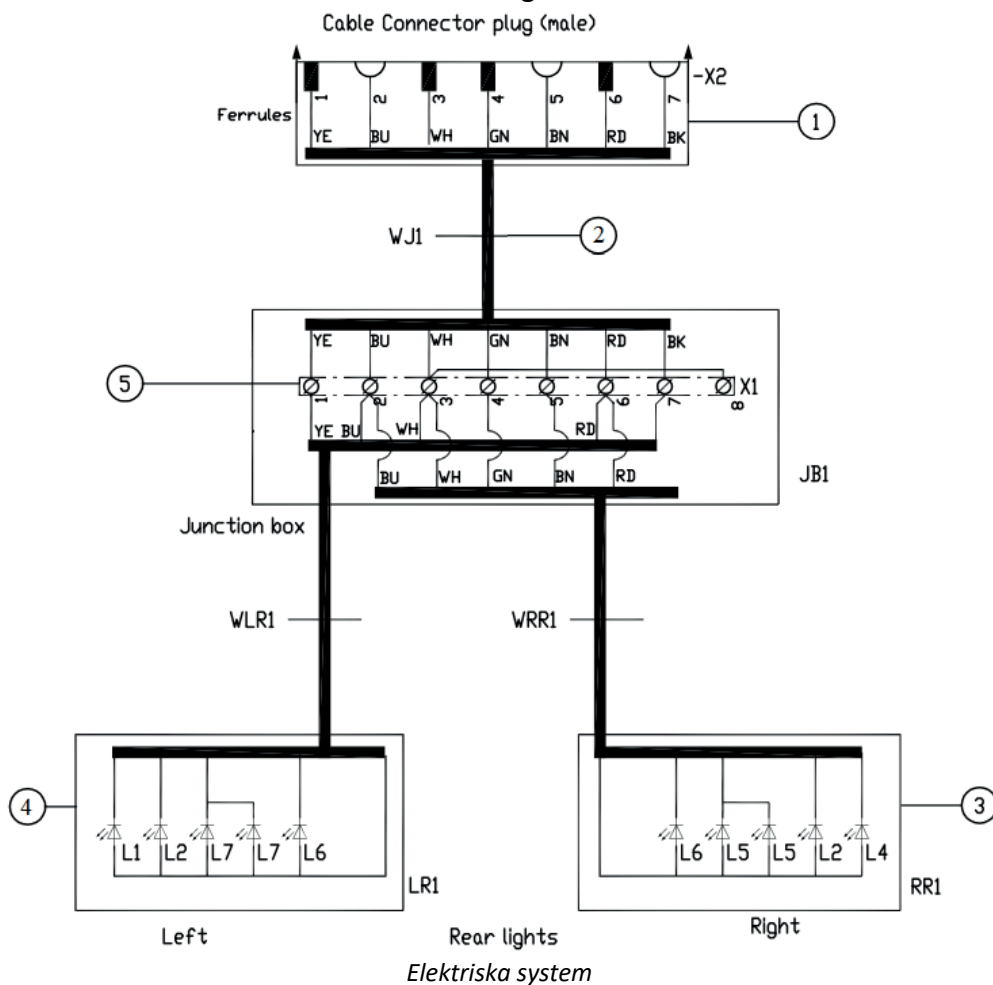 Cable Connector plug (male)
-X2
1 2 3 4 5 6 7
Ferrules
1
YE BU WH GN BN RD BK
WJ1
2
YE BU WH GN BN RD BK
5
X1
1 2 3 4 5 6 7 8
YE BU WH RD
BU WH GN BN RD
JB1
Junction box
WLR1
WRR1
4
3
L1 L2 L7 L7 L6
L6 L5 L5 L2 L4
LR1
RR1
Left
Rear lights
Right
Elektriska system